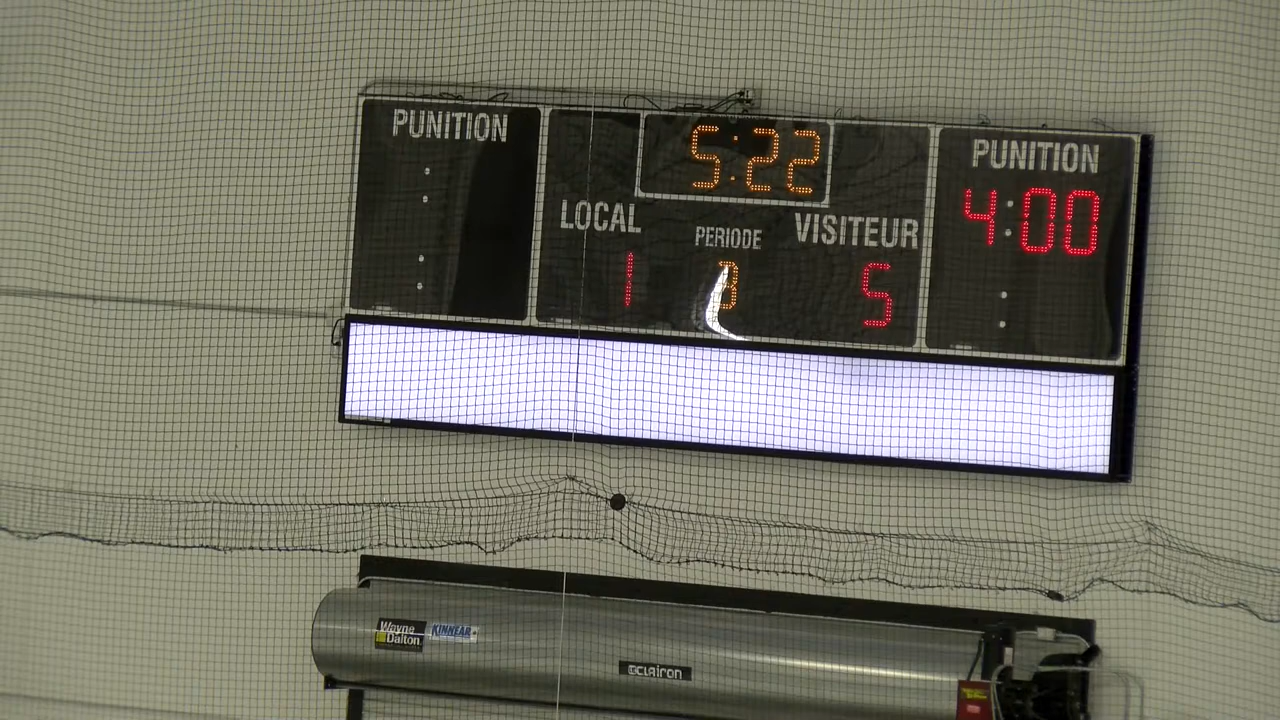 PUNITION
5:22
PUNITION
4:00
LOCAL
PERIODE
VISITEUR
1
3
5
Wayne Dalton
KINNEAR
CLAIRON